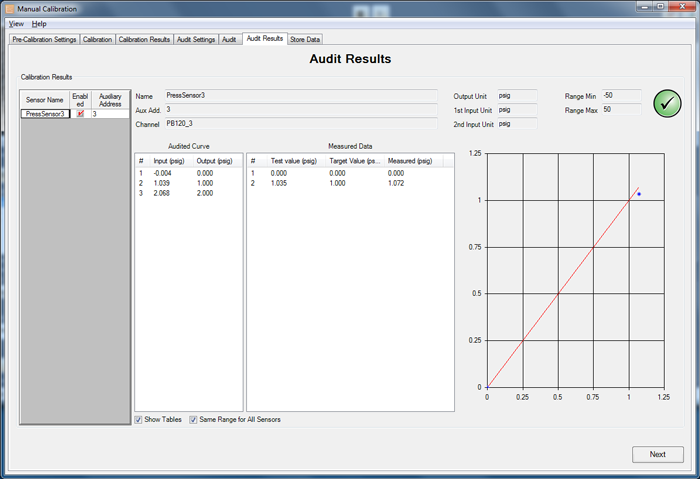 Manual Calibration
View Help
Pre-Calibration Settings Calibration Calibration Results Audit Settings Audit Audit Results Store Data
Audit Results
Calibration Results
Sensor Name Enabl ed Auxiliary Address
PressSensor3 3
Name PressSensor3
Aux Add. 3
Channel PB120_3
Output Unit psig
1st Input Unit psig
2nd Input Unit psig
Range Min -50
Range Max 50
Audited Curve
# Input (psig) Output (psig)
1 -0.004 0.000
2 1.039 1.000
3 2.068 2.000
Measured Data
# Test value (psig) Target Value (ps... Measured (psig)
1 0.000 0.000 0.000
2 1.035 1.000 1.072
1.25
1
0.75
0.5
0.25
0
0 0.25 0.5 0.75 1 1.25
Show Tables Same Range for All Sensors
Next